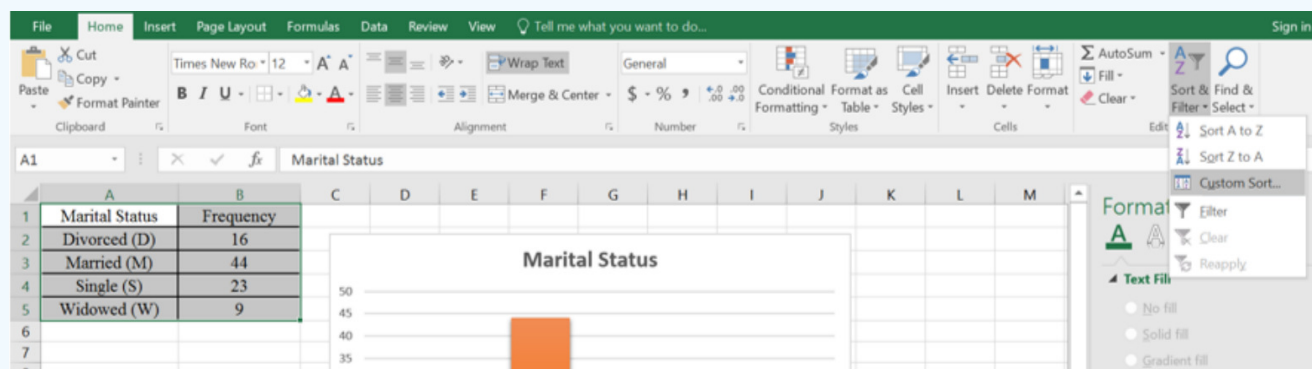 File Home Insert Page Layout Formulas Data Review View Tell me what you want to do... Sign in
Cut
Copy
Format Painter
Paste
Clipboard
Times New Ro 12 A A
B I U A
Font
Wrap Text
Merge & Center
Alignment
General
$ % , .0 .00 .00 .0
Number
Conditional Formatting
Format as Table
Cell Styles
Styles
Insert Delete Format
Cells
Σ AutoSum
Fill
Clear
Sort & Filter
Find & Select
Edit
Sort A to Z
Sort Z to A
Custom Sort...
Filter
Clear
Reapply
A1 fx Marital Status
A B C D E F G H I J K L M
1 Marital Status Frequency
2 Divorced (D) 16
3 Married (M) 44
4 Single (S) 23
5 Widowed (W) 9
6
7
Marital Status
50
45
40
35
Format
A A
Text Fill
No fill
Solid fill
Gradient fill